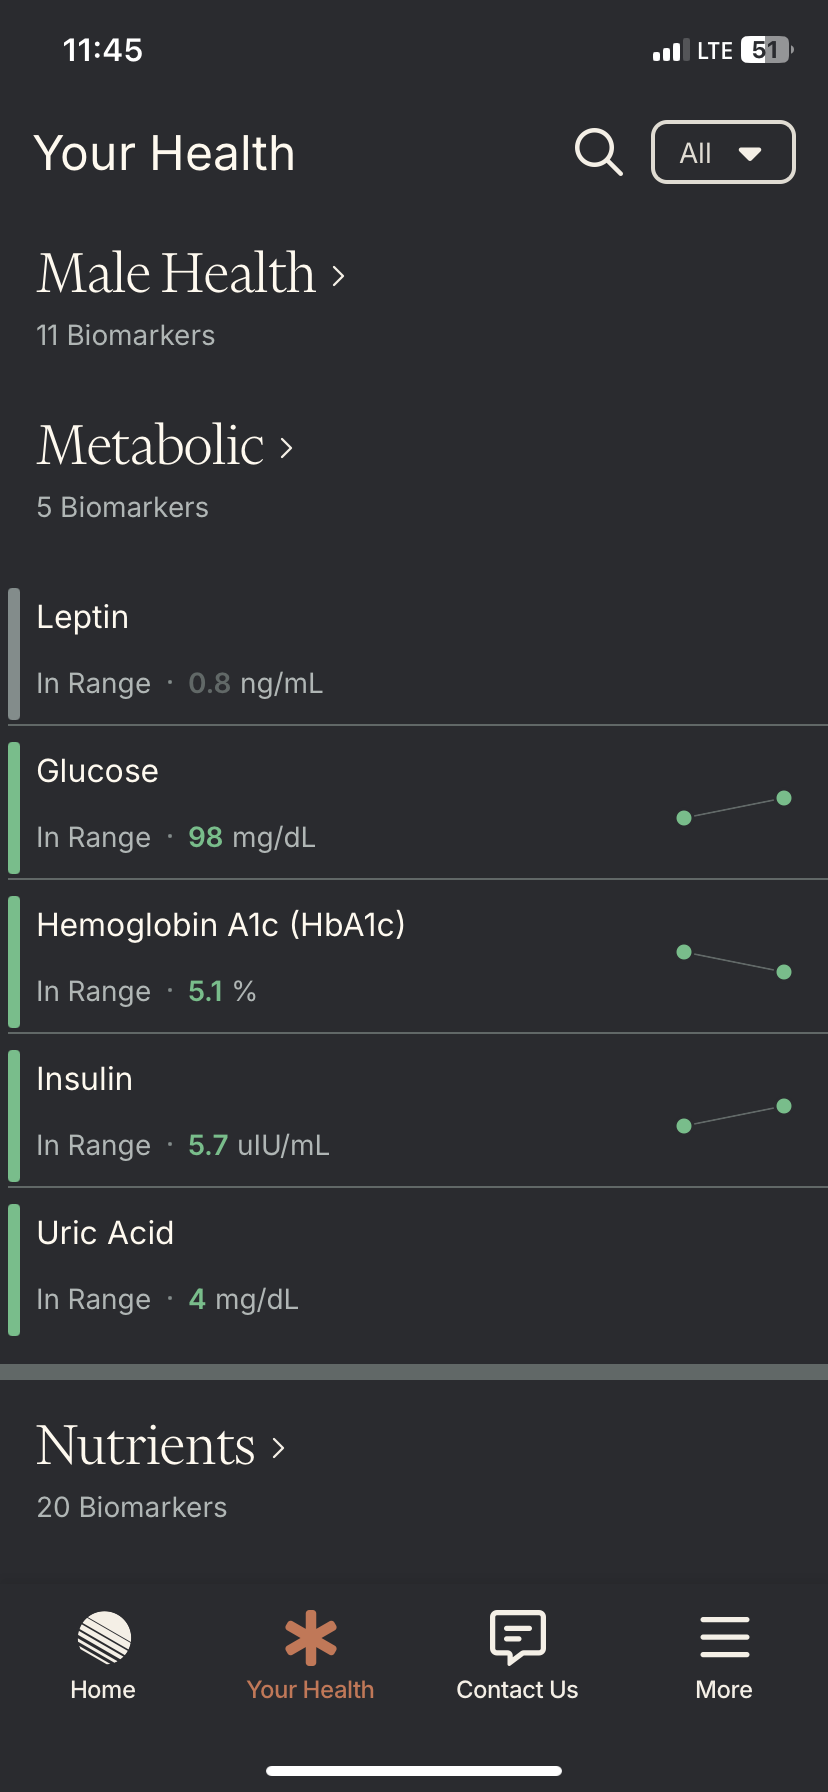 11:45
LTE 51
Your Health
All
Male Health
11 Biomarkers
Metabolic
5 Biomarkers
Leptin
In Range · 0.8 ng/mL
Glucose
In Range · 98 mg/dL
Hemoglobin A1c (HbA1c)
In Range · 5.1 %
Insulin
In Range · 5.7 uIU/mL
Uric Acid
In Range · 4 mg/dL
Nutrients
20 Biomarkers
Home
Your Health
Contact Us
More